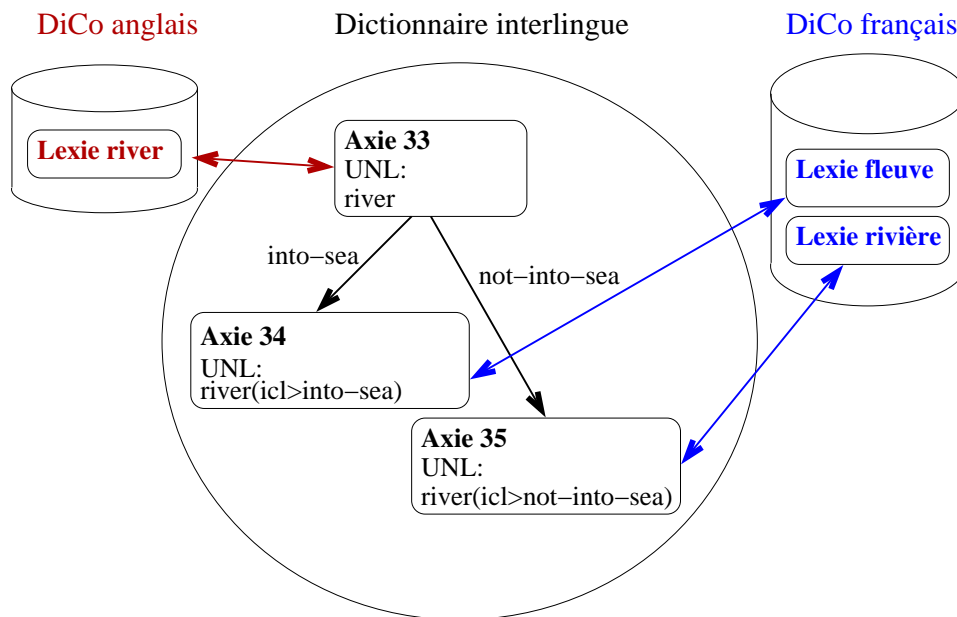 DiCo anglais
Dictionnaire interlingue
DiCo français
Lexie river
Axie 33
UNL:
river
Lexie fleuve
Lexie rivière
into−sea
not−into−sea
Axie 34
UNL:
river(icl>into−sea)
Axie 35
UNL:
river(icl>not−into−sea)